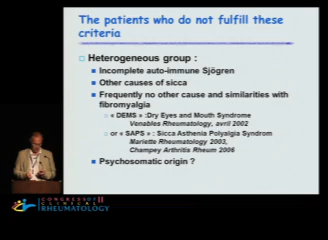 The patients who do not fulfill these
criteria
Heterogeneous group :
Incomplete auto-immune Sjögren
Other causes of sicca
Frequently no other cause and similarities with
fibromyalgia
« DEMS » :Dry Eyes and Mouth Syndrome
Venables Rheumatology, avril 2002
or « SAPS » : Sicca Asthenia Polyalgia Syndrom
Mariette Rheumatology 2003,
Champey Arthritis Rheum 2006
Psychosomatic origin ?
CONGRESS OF
CLINICAL
RHEUMATOLOGY